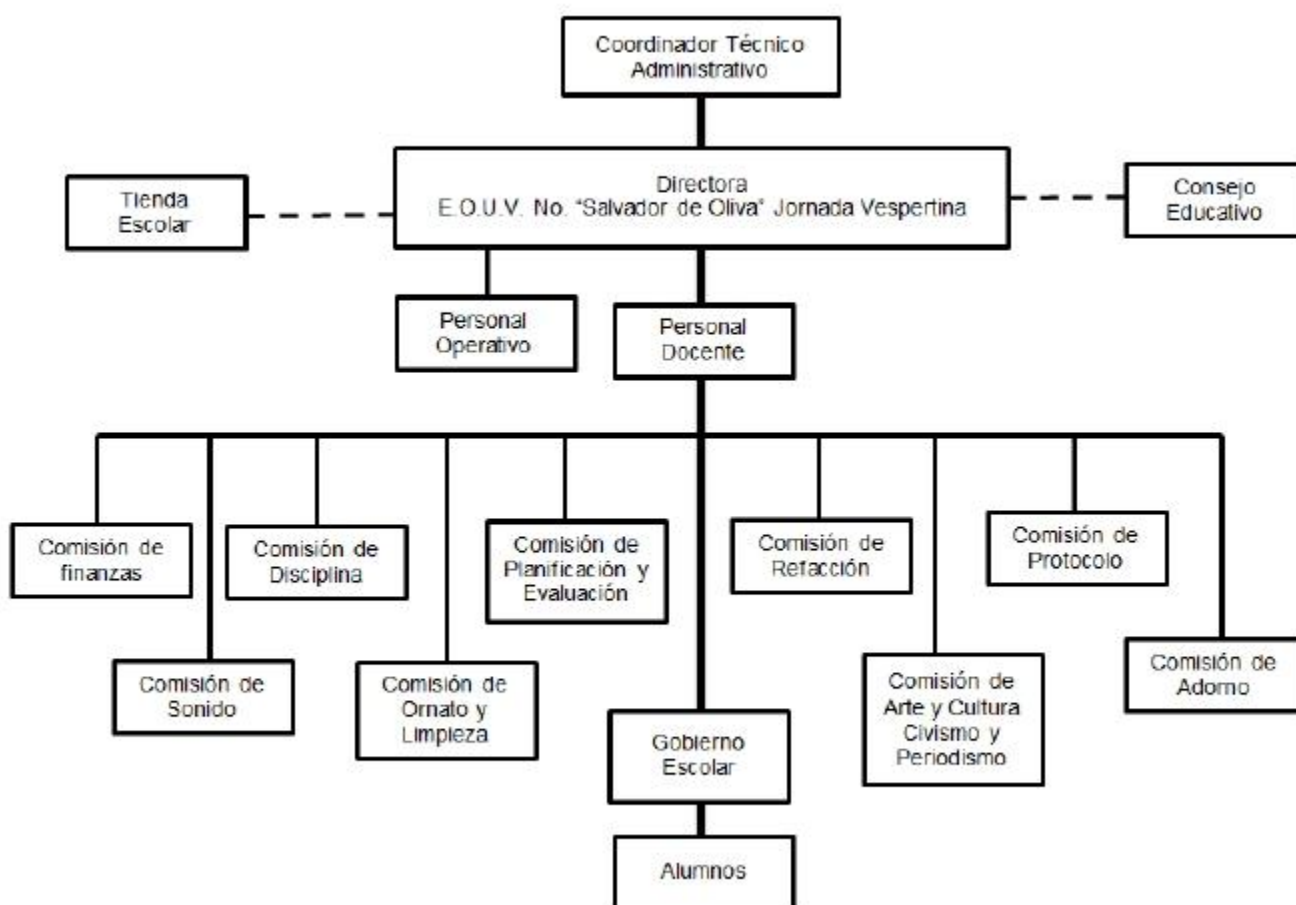 Coordinador Técnico
Administrativo
Directora
E.O.U.V. No. "Salvador de Oliva" Jornada Vespertina
Tienda
Escolar
Consejo
Educativo
Personal
Operativo
Personal
Docente
Comisión de
finanzas
Comisión de
Disciplina
Comisión de
Planificación y
Evaluación
Comisión de
Refacción
Comisión de
Protocolo
Comisión de
Sonido
Comisión de
Ornato y
Limpieza
Gobierno
Escolar
Comisión de
Arte y Cultura
Civismo y
Periodismo
Comisión de
Adorno
Alumnos